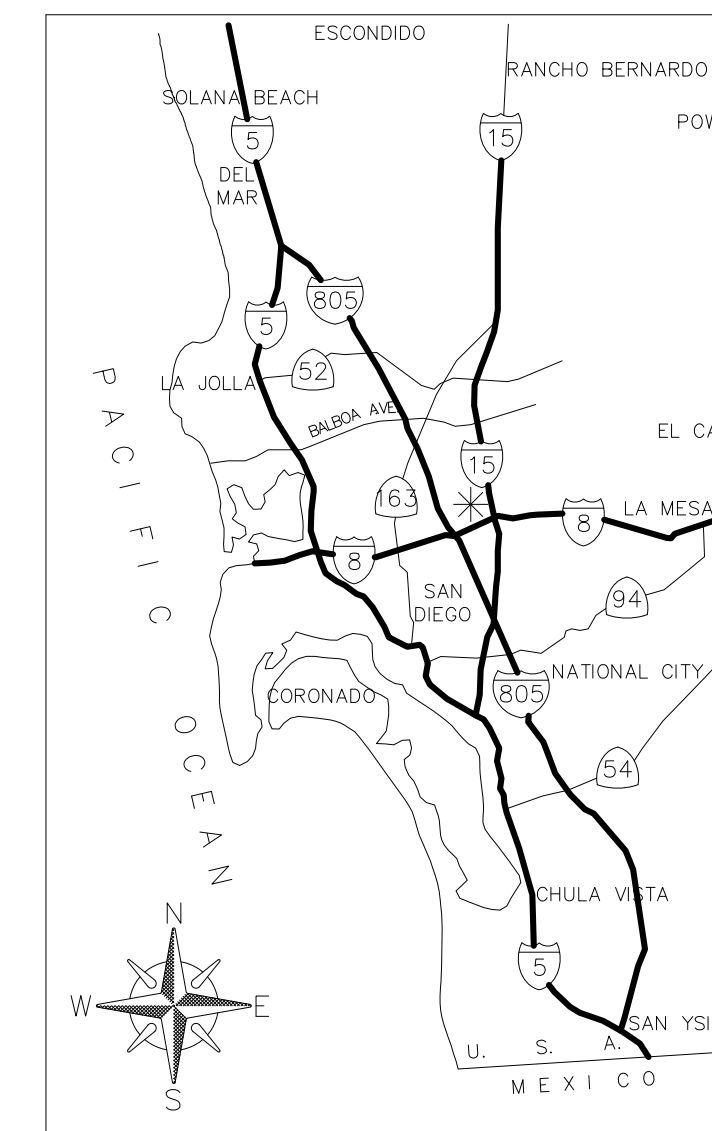 ESCONDIDO
RANCHO BERNARDO
SOLANA BEACH
POW
5
15
DEL
MAR
805
5
52
LA JOLLA
PACIFIC
BALBOA AVE
EL CA
15
163
LA MESA
8
8
SAN
DIEGO
94
NATIONAL CITY
CORONADO
805
OCEAN
54
CHULA VISTA
N
W
E
S
5
SAN YSI
U. S. A.
MEXICO